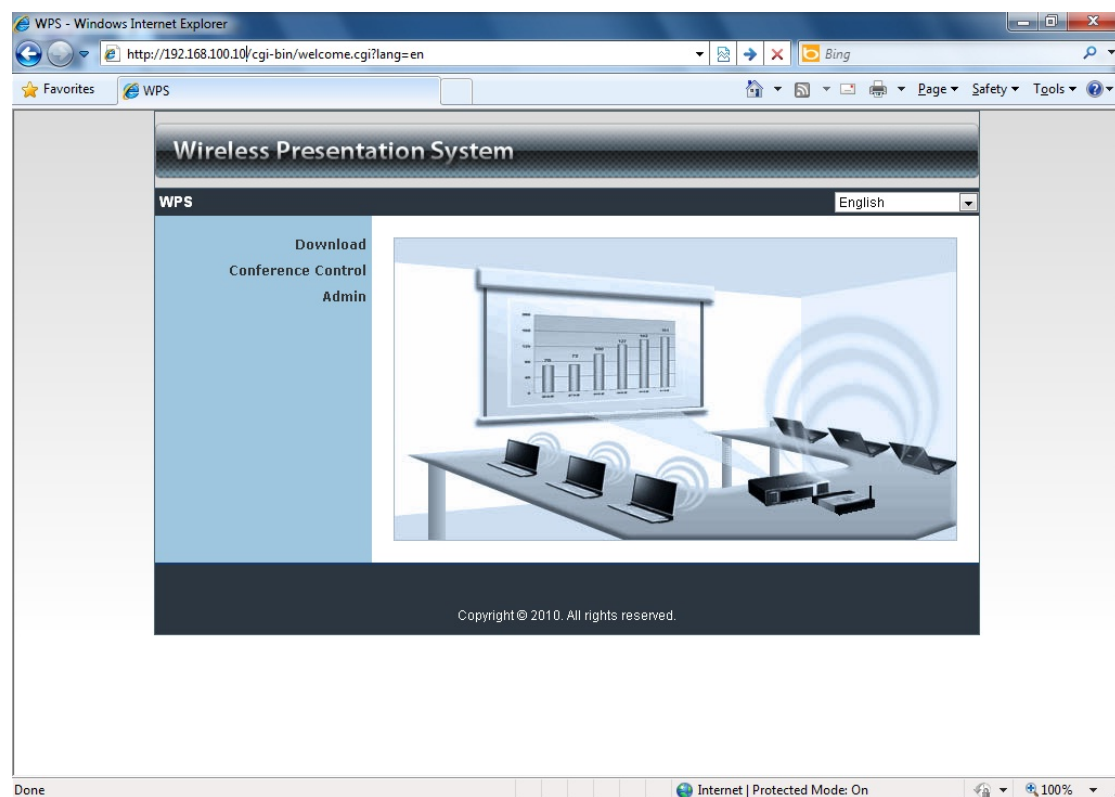 WPS - Windows Internet Explorer
http://192.168.100.10/cgi-bin/welcome.cgi?lang=en
Bing
Favorites
WPS
Page
Safety
Tools
Wireless Presentation System
WPS
English
Download
Conference Control
Admin
Copyright © 2010. All rights reserved.
Done
Internet | Protected Mode: On
100%